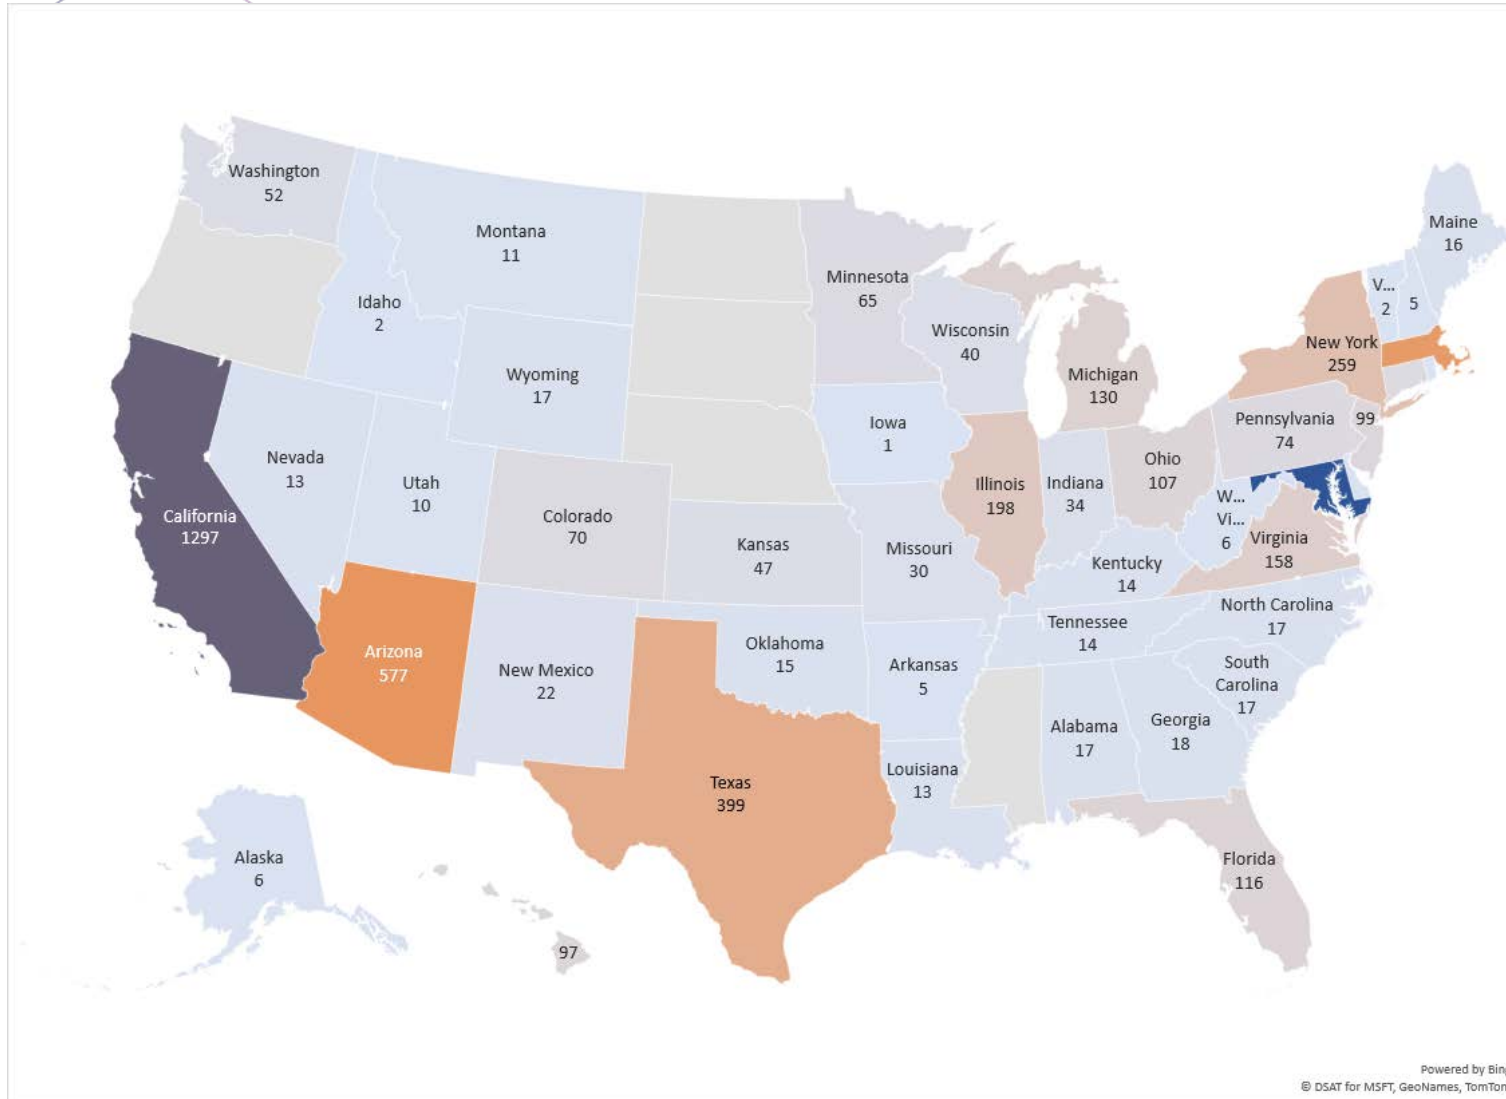 Washington
52
Montana
11
Idaho
2
Wyoming
17
Nevada
13
Utah
10
California
1297
Colorado
70
Arizona
577
New Mexico
22
Kansas
47
Oklahoma
15
Texas
399
Minnesota
65
Wisconsin
40
Iowa
1
Missouri
30
Arkansas
5
Louisiana
13
Illinois
198
Michigan
130
Indiana
34
Ohio
107
Kentucky
14
Tennessee
14
Alabama
17
Georgia
18
Florida
116
South
Carolina
17
North Carolina
17
Virginia
158
W...
Vi...
6
Pennsylvania
74
99
New York
259
V...
2
5
Maine
16
Alaska
6
97
Powered by Bing
© DSAT for MSFT, GeoNames, TomTom